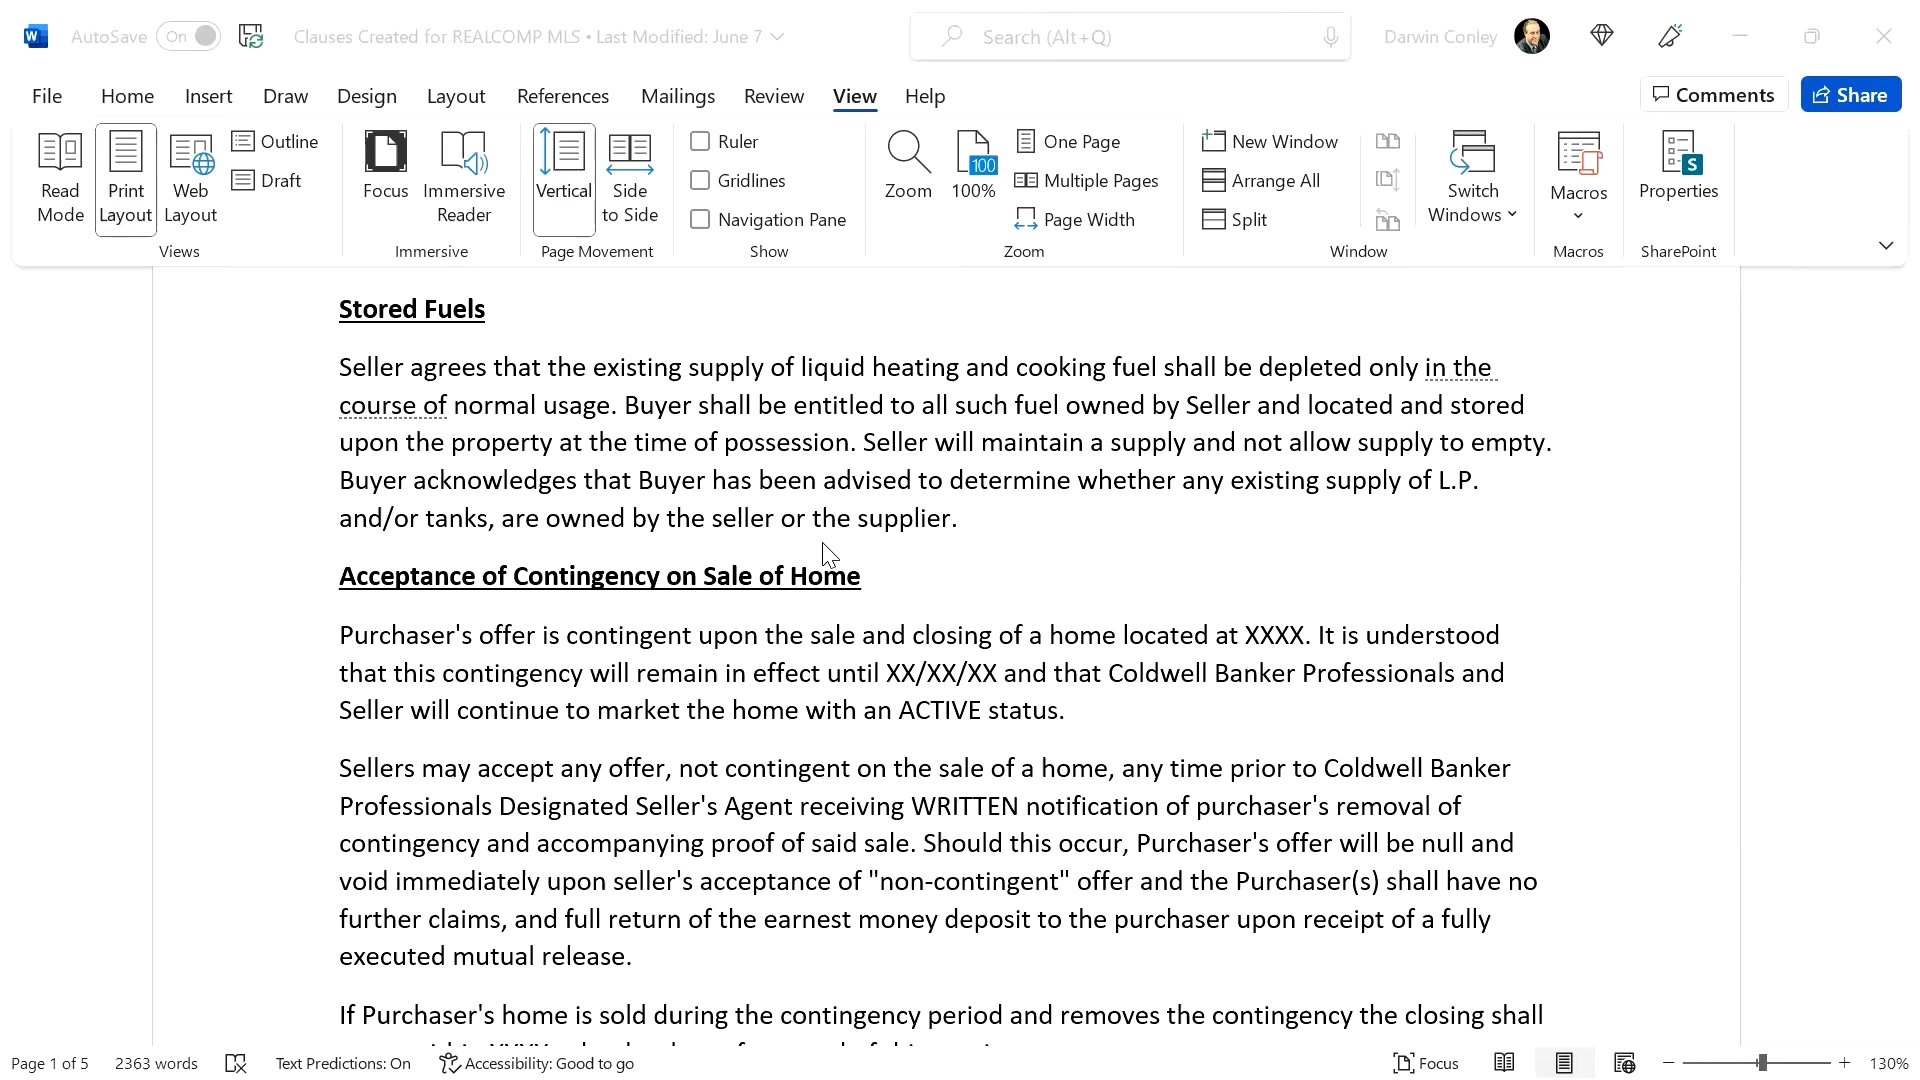 AutoSave On Clauses Created for REALCOMP MLS • Last Modified: June 7 Search (Alt+Q) Darwin Conley
File Home Insert Draw Design Layout References Mailings Review View Help Comments Share
Read Mode Print Layout Web Layout Outline Draft
Views
Focus Immersive Reader
Immersive
Vertical Side to Side
Page Movement
Ruler
Gridlines
Navigation Pane
Show
Zoom 100% One Page Multiple Pages Page Width
Zoom
New Window Arrange All Split Switch Windows
Window
Macros
Macros
Properties
SharePoint
Stored Fuels
Seller agrees that the existing supply of liquid heating and cooking fuel shall be depleted only in the
course of normal usage. Buyer shall be entitled to all such fuel owned by Seller and located and stored
upon the property at the time of possession. Seller will maintain a supply and not allow supply to empty.
Buyer acknowledges that Buyer has been advised to determine whether any existing supply of L.P.
and/or tanks, are owned by the seller or the supplier.
Acceptance of Contingency on Sale of Home
Purchaser's offer is contingent upon the sale and closing of a home located at XXXX. It is understood
that this contingency will remain in effect until XX/XX/XX and that Coldwell Banker Professionals and
Seller will continue to market the home with an ACTIVE status.
Sellers may accept any offer, not contingent on the sale of a home, any time prior to Coldwell Banker
Professionals Designated Seller's Agent receiving WRITTEN notification of purchaser's removal of
contingency and accompanying proof of said sale. Should this occur, Purchaser's offer will be null and
void immediately upon seller's acceptance of "non-contingent" offer and the Purchaser(s) shall have no
further claims, and full return of the earnest money deposit to the purchaser upon receipt of a fully
executed mutual release.
If Purchaser's home is sold during the contingency period and removes the contingency the closing shall
Page 1 of 5 2363 words Text Predictions: On Accessibility: Good to go Focus 130%